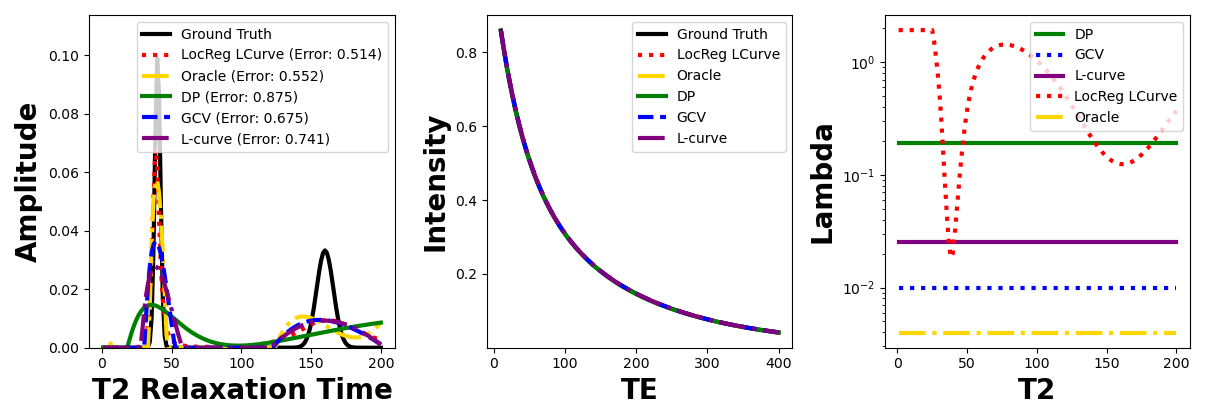 Amplitude
0.10
0.08
0.06
0.04
0.02
0.00
Ground Truth
LocReg LCurve (Error: 0.514)
Oracle (Error: 0.552)
DP (Error: 0.875)
GCV (Error: 0.675)
L-curve (Error: 0.741)
0 50 100 150 200
T2 Relaxation Time
Intensity
0.8
0.6
0.4
0.2
Ground Truth
LocReg LCurve
Oracle
DP
GCV
L-curve
0 100 200 300 400
TE
Lambda
10⁰
10⁻¹
10⁻²
DP
GCV
L-curve
LocReg LCurve
Oracle
0 50 100 150 200
T2